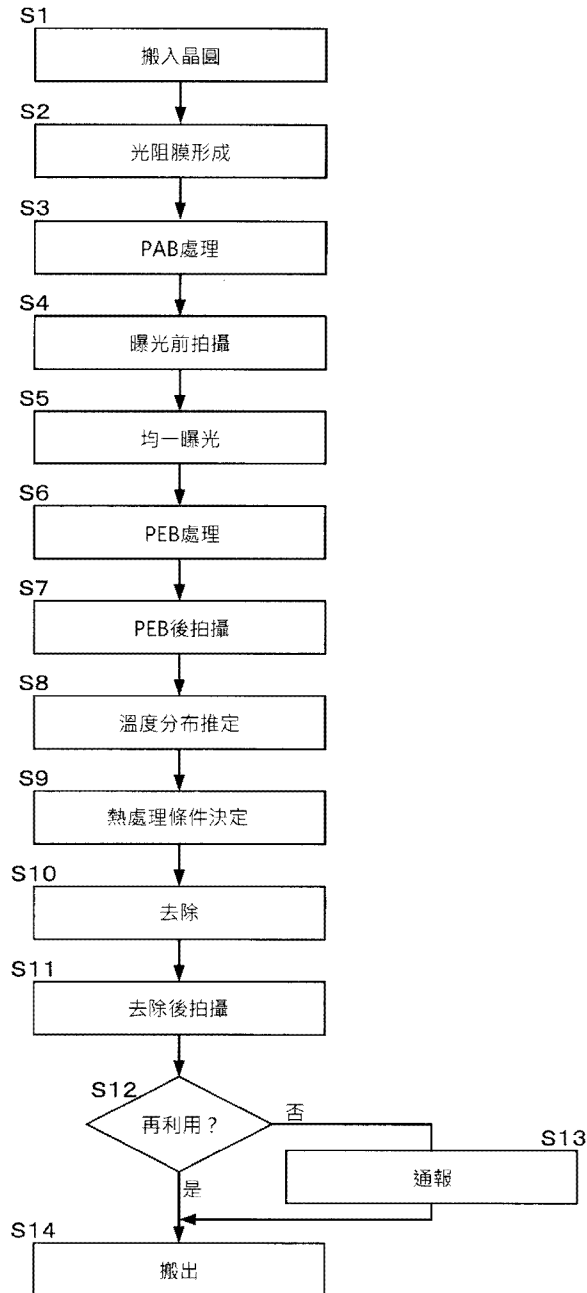 S1
搬入晶圓
S2
光阻膜形成
S3
PAB處理
S4
曝光前拍攝
S5
均一曝光
S6
PEB處理
S7
PEB後拍攝
S8
溫度分布推定
S9
熱處理條件決定
S10
去除
S11
去除後拍攝
S12
再利用？
否
S13
通報
是
S14
搬出